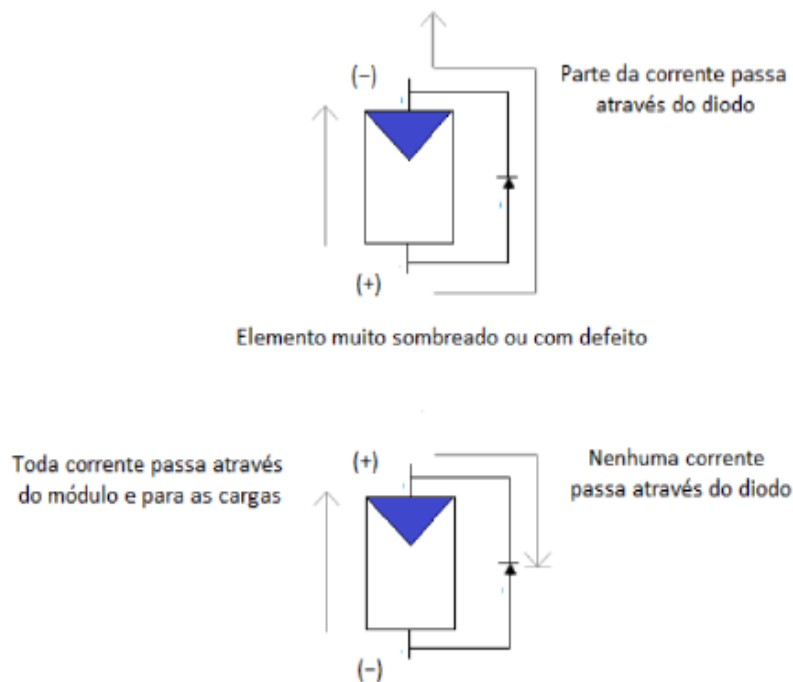 (−)
Parte da corrente passa
através do diodo
(+)
Elemento muito sombreado ou com defeito
Toda corrente passa através
do módulo e para as cargas
(+)
Nenhuma corrente
passa através do diodo
(−)